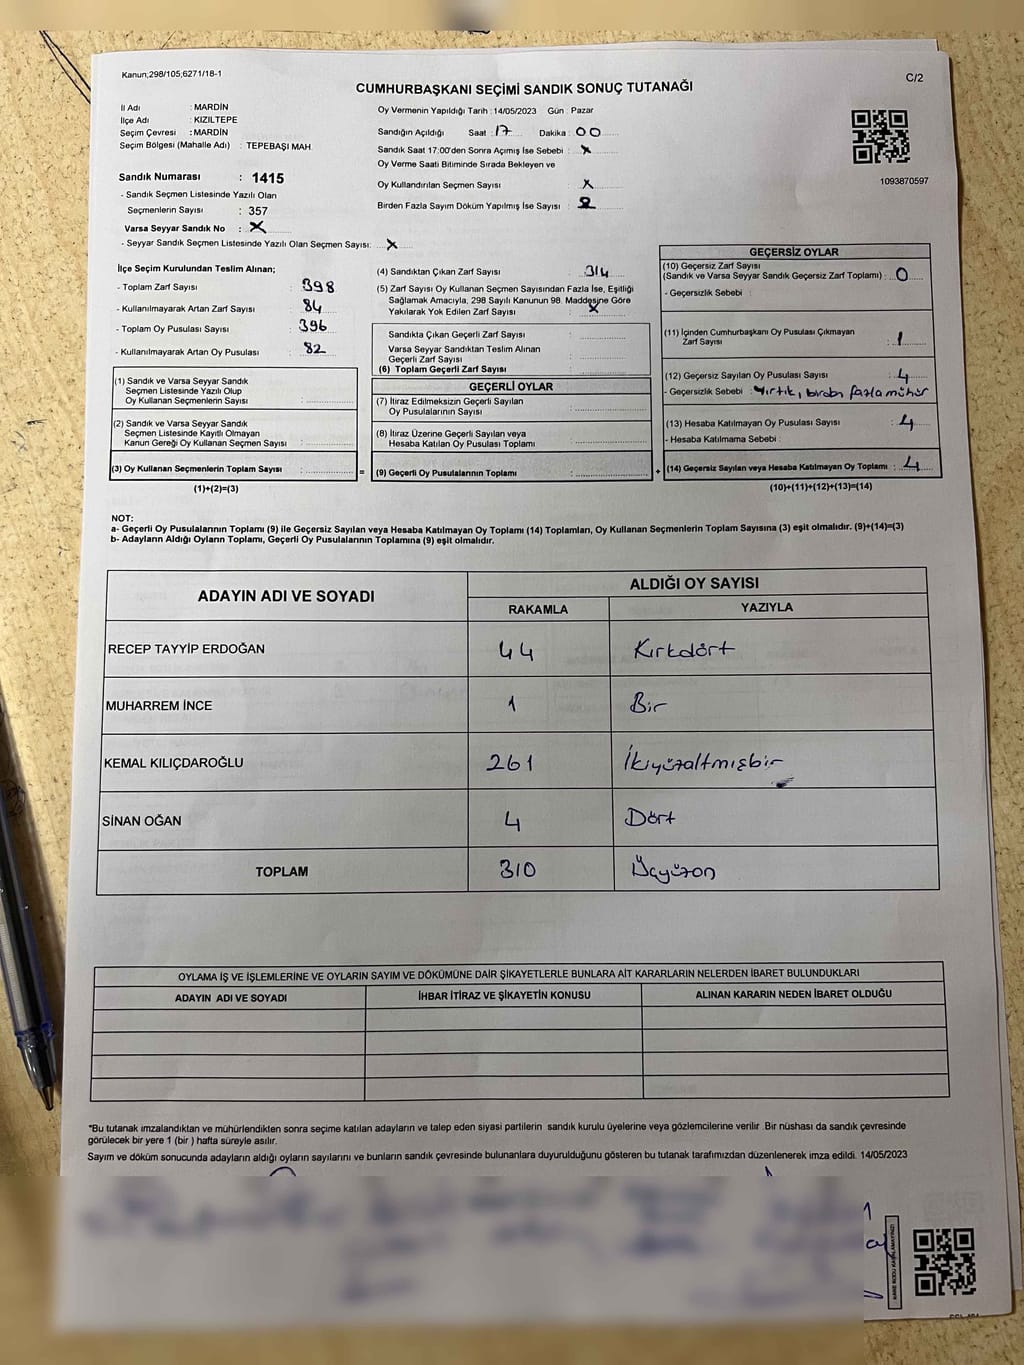 Kanun;298/105;6271/18-1
C/2
CUMHURBAŞKANI SEÇİMİ SANDIK SONUÇ TUTANAĞI
İl Adı : MARDİN
İlçe Adı : KIZILTEPE
Seçim Çevresi : MARDİN
Seçim Bölgesi (Mahalle Adı) : TEPEBAŞI MAH.
Sandık Numarası : 1415
- Sandık Seçmen Listesinde Yazılı Olan
Seçmenlerin Sayısı : 357
Varsa Seyyar Sandık No : X
- Seyyar Sandık Seçmen Listesinde Yazılı Olan Seçmen Sayısı: X
Oy Vermenin Yapıldığı Tarih : 14/05/2023 Gün : Pazar
Sandığın Açıldığı Saat : 17 Dakika : 00
Sandık Saat 17:00'den Sonra Açımış İse Sebebi : X
Oy Verme Saati Bitiminde Sırada Bekleyen ve
Oy Kullandırılan Seçmen Sayısı : X
Birden Fazla Sayım Döküm Yapılmış İse Sayısı :
1093870597
İlçe Seçim Kurulundan Teslim Alınan;
- Toplam Zarf Sayısı : 398
- Kullanılmayarak Artan Zarf Sayısı : 84
- Toplam Oy Pusulası Sayısı : 396
- Kullanılmayarak Artan Oy Pusulası : 82
(1) Sandık ve Varsa Seyyar Sandık
Seçmen Listesinde Yazılı Olup
Oy Kullanan Seçmenlerin Sayısı :
(2) Sandık ve Varsa Seyyar Sandık
Seçmen Listesinde Kayıtlı Olmayan
Kanun Gereği Oy Kullanan Seçmen Sayısı :
(3) Oy Kullanan Seçmenlerin Toplam Sayısı : =
(1)+(2)=(3)
(4) Sandıktan Çıkan Zarf Sayısı : 314
(5) Zarf Sayısı Oy Kullanan Seçmen Sayısından Fazla İse, Eşitliği
Sağlamak Amacıyla, 298 Sayılı Kanunun 98. Maddesine Göre
Yakılarak Yok Edilen Zarf Sayısı : X
Sandıkta Çıkan Geçerli Zarf Sayısı :
Varsa Seyyar Sandıktan Teslim Alınan
Geçerli Zarf Sayısı :
(6) Toplam Geçerli Zarf Sayısı :
GEÇERLİ OYLAR
(7) İtiraz Edilmeksizin Geçerli Sayılan
Oy Pusulalarının Sayısı :
(8) İtiraz Üzerine Geçerli Sayılan veya
Hesaba Katılan Oy Pusulası Toplamı :
(9) Geçerli Oy Pusulalarının Toplamı : +
GEÇERSİZ OYLAR
(10) Geçersiz Zarf Sayısı
(Sandık ve Varsa Seyyar Sandık Geçersiz Zarf Toplamı) : 0
- Geçersizlik Sebebi :
(11) İçinden Cumhurbaşkanı Oy Pusulası Çıkmayan
Zarf Sayısı : 1
(12) Geçersiz Sayılan Oy Pusulası Sayısı : 4
- Geçersizlik Sebebi : Yırtık, birden fazla mühür
(13) Hesaba Katılmayan Oy Pusulası Sayısı : 4
- Hesaba Katılmama Sebebi :
(14) Geçersiz Sayılan veya Hesaba Katılmayan Oy Toplamı : 4
(10)+(11)+(12)+(13)=(14)
NOT:
a- Geçerli Oy Pusulalarının Toplamı (9) ile Geçersiz Sayılan veya Hesaba Katılmayan Oy Toplamı (14) Toplamları, Oy Kullanan Seçmenlerin Toplam Sayısına (3) eşit olmalıdır. (9)+(14)=(3)
b- Adayların Aldığı Oyların Toplamı, Geçerli Oy Pusulalarının Toplamına (9) eşit olmalıdır.
ADAYIN ADI VE SOYADI
ALDIĞI OY SAYISI
RAKAMLA YAZIYLA
RECEP TAYYİP ERDOĞAN 44 Kırkdört
MUHARREM İNCE 1 Bir
KEMAL KILIÇDAROĞLU 261 İkiyüzaltmışbir
SİNAN OĞAN 4 Dört
TOPLAM 310 Üçyüzon
OYLAMA İŞ VE İŞLEMLERİNE VE OYLARIN SAYIM VE DÖKÜMÜNE DAİR ŞİKAYETLERLE BUNLARA AİT KARARLARIN NELERDEN İBARET BULUNDUKLARI
ADAYIN ADI VE SOYADI İHBAR İTİRAZ VE ŞİKAYETİN KONUSU ALINAN KARARIN NEDEN İBARET OLDUĞU
*Bu tutanak imzalandıktan ve mühürlendikten sonra seçime katılan adayların ve talep eden siyasi partilerin sandık kurulu üyelerine veya gözlemcilerine verilir. Bir nüshası da sandık çevresinde
görülecek bir yere 1 (bir ) hafta süreyle asılır.
Sayım ve döküm sonucunda adayların aldığı oyların sayılarını ve bunların sandık çevresinde bulunanlara duyurulduğunu gösteren bu tutanak tarafımızdan düzenlenerek imza edildi. 14/05/2023